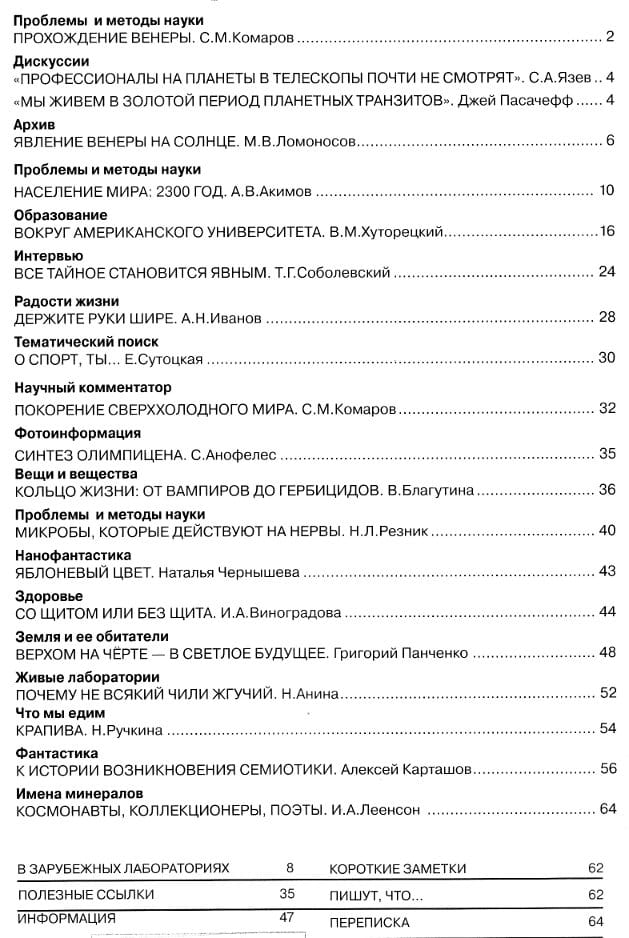 Проблемы и методы науки
ПРОХОЖДЕНИЕ ВЕНЕРЫ. С.М.Комаров 2
Дискуссии
«ПРОФЕССИОНАЛЫ НА ПЛАНЕТЫ В ТЕЛЕСКОПЫ ПОЧТИ НЕ СМОТРЯТ». С.А.Язев .. 4
«МЫ ЖИВЕМ В ЗОЛОТОЙ ПЕРИОД ПЛАНЕТНЫХ ТРАНЗИТОВ». Джей Пасачефф ...... 4
Архив
ЯВЛЕНИЕ ВЕНЕРЫ НА СОЛНЦЕ. М.В.Ломоносов 6
Проблемы и методы науки
НАСЕЛЕНИЕ МИРА: 2300 ГОД. А.В.Акимов 10
Образование
ВОКРУГ АМЕРИКАНСКОГО УНИВЕРСИТЕТА. В.М.Хуторецкий 16
Интервью
ВСЕ ТАЙНОЕ СТАНОВИТСЯ ЯВНЫМ. Т.Г.Соболевский 24
Радости жизни
ДЕРЖИТЕ РУКИ ШИРЕ. А.Н.Иванов 28
Тематический поиск
О СПОРТ, ТЫ... Е.Сутоцкая 30
Научный комментатор
ПОКОРЕНИЕ СВЕРХХОЛОДНОГО МИРА. С.М.Комаров 32
Фотоинформация
СИНТЕЗ ОЛИМПИЦЕНА. С.Анофелес 35
Вещи и вещества
КОЛЬЦО ЖИЗНИ: ОТ ВАМПИРОВ ДО ГЕРБИЦИДОВ. В.Благутина 36
Проблемы и методы науки
МИКРОБЫ, КОТОРЫЕ ДЕЙСТВУЮТ НА НЕРВЫ. Н.Л.Резник 40
Нанофантастика
ЯБЛОНЕВЫЙ ЦВЕТ. Наталья Чернышева 43
Здоровье
СО ЩИТОМ ИЛИ БЕЗ ЩИТА. И.А.Виноградова 44
Земля и ее обитатели
ВЕРХОМ НА ЧЁРТЕ — В СВЕТЛОЕ БУДУЩЕЕ. Григорий Панченко 48
Живые лаборатории
ПОЧЕМУ НЕ ВСЯКИЙ ЧИЛИ ЖГУЧИЙ. Н.Анина 52
Что мы едим
КРАПИВА. Н.Ручкина 54
Фантастика
К ИСТОРИИ ВОЗНИКНОВЕНИЯ СЕМИОТИКИ. Алексей Карташов 56
Имена минералов
КОСМОНАВТЫ, КОЛЛЕКЦИОНЕРЫ, ПОЭТЫ. И.А.Леенсон 64
В ЗАРУБЕЖНЫХ ЛАБОРАТОРИЯХ 8
ПОЛЕЗНЫЕ ССЫЛКИ 35
ИНФОРМАЦИЯ 47
КОРОТКИЕ ЗАМЕТКИ 62
ПИШУТ, ЧТО... 62
ПЕРЕПИСКА 64